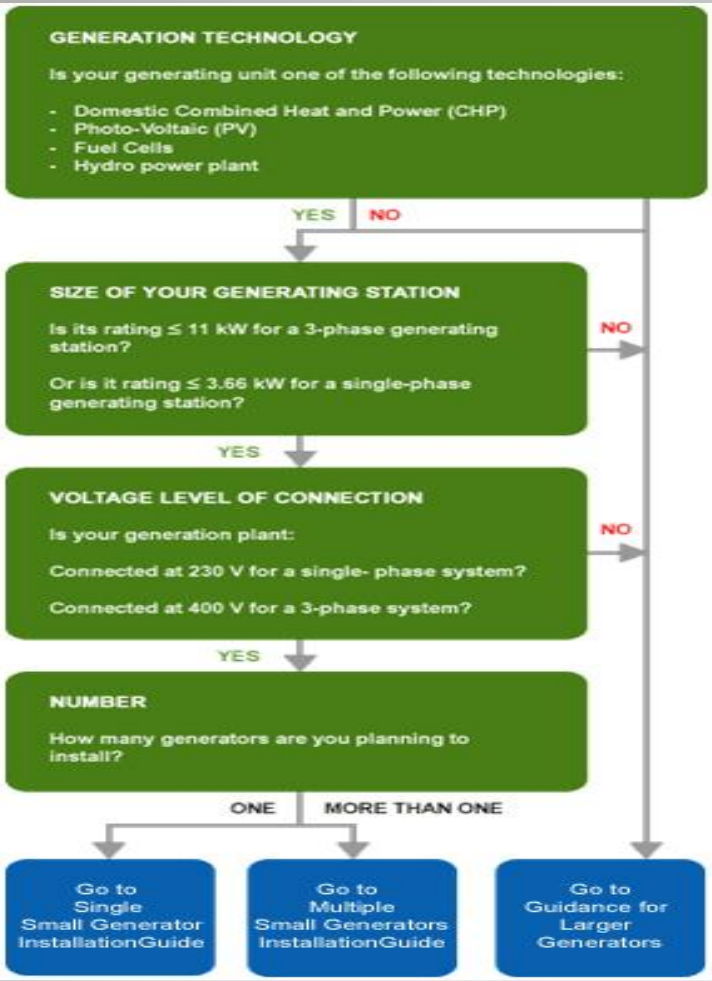 GENERATION TECHNOLOGY
Is your generating unit one of the following technologies:
- Domestic Combined Heat and Power (CHP)
- Photo-Voltaic (PV)
- Fuel Cells
- Hydro power plant
YES NO
SIZE OF YOUR GENERATING STATION
Is its rating ≤ 11 kW for a 3-phase generating
station?
Or is it rating ≤ 3.66 kW for a single-phase
generating station?
NO
YES
VOLTAGE LEVEL OF CONNECTION
Is your generation plant:
Connected at 230 V for a single- phase system?
Connected at 400 V for a 3-phase system?
NO
YES
NUMBER
How many generators are you planning to
install?
ONE MORE THAN ONE
Go to
Single
Small Generator
InstallationGuide
Go to
Multiple
Small Generators
InstallationGuide
Go to
Guidance for
Larger
Generators